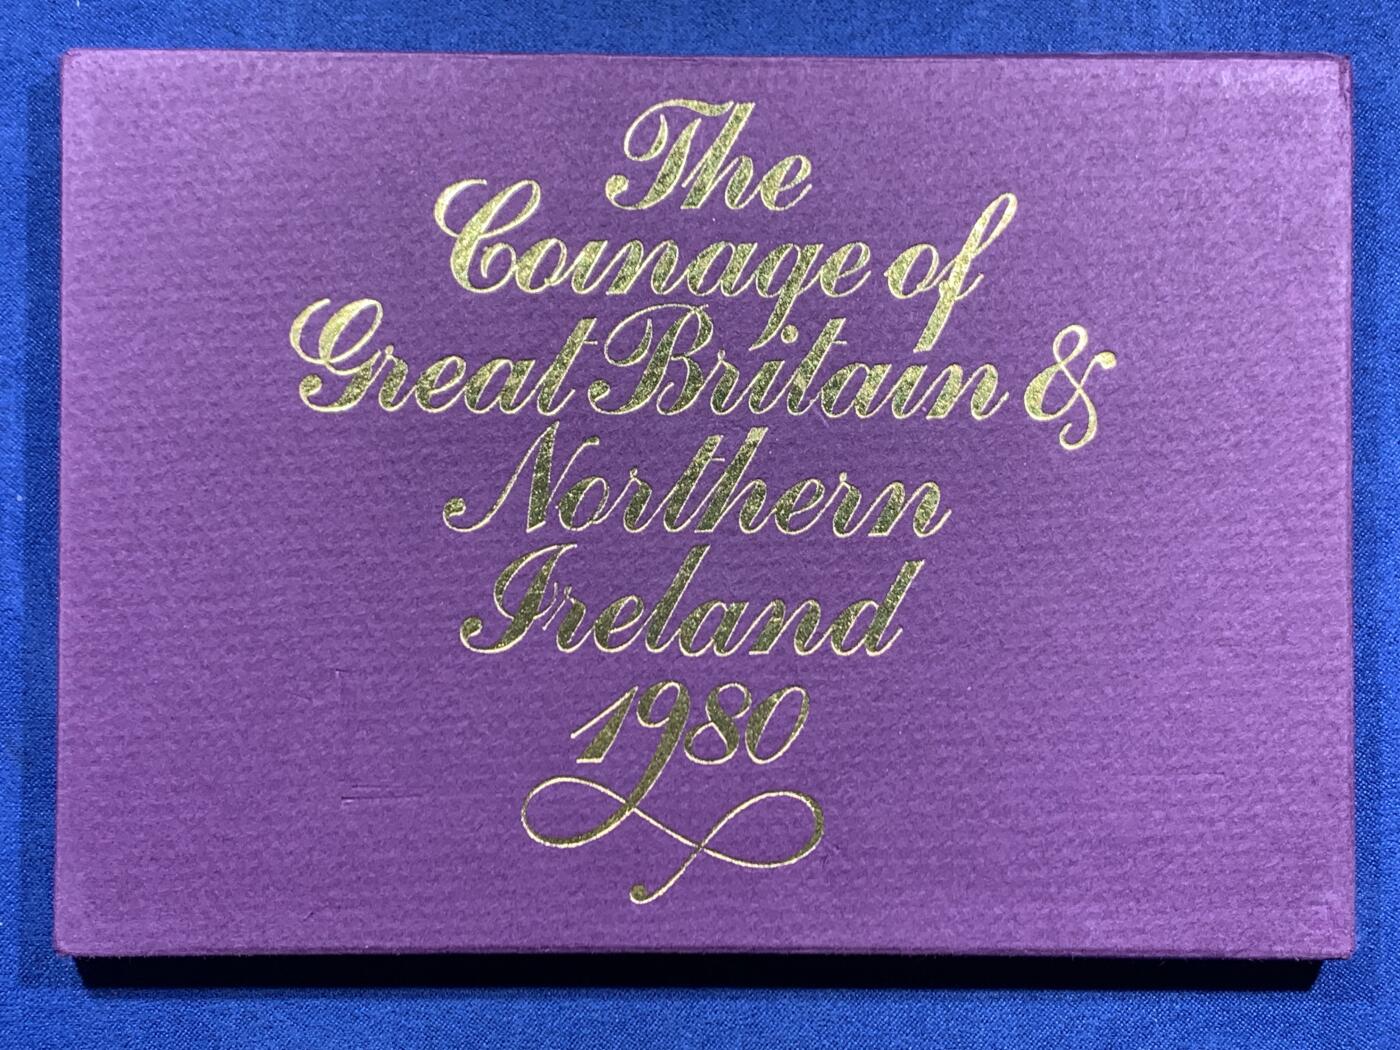 The
Coinage of
Great Britain &
Northern
Ireland
1980